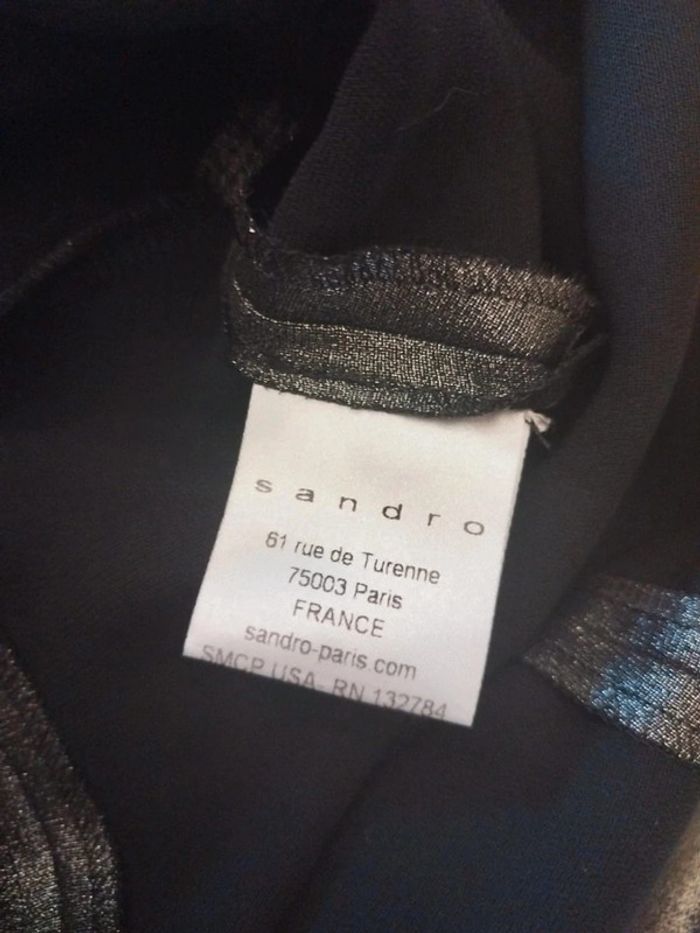 sandro
61 rue de Turenne
75003 Paris
FRANCE
sandro-paris.com
SMCP USA- RN 132784